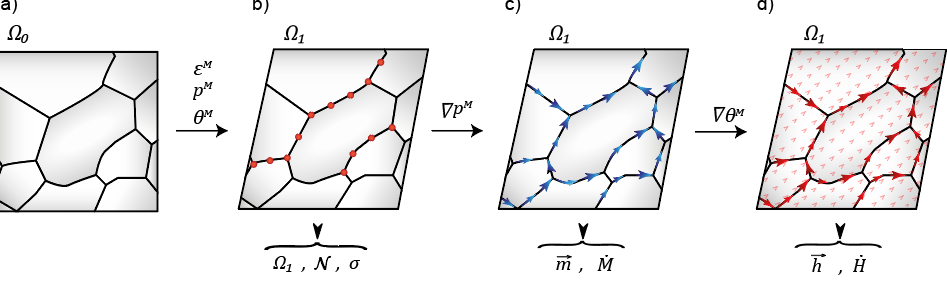 a) b) c) d)
Ω₀ Ω₁ Ω₁ Ω₁
εᴹ
pᴹ
θᴹ
∇pᴹ
∇θᴹ
Ω₁ , 𝒩 , σ
m⃗ , Ṁ
h⃗ , Ḣ